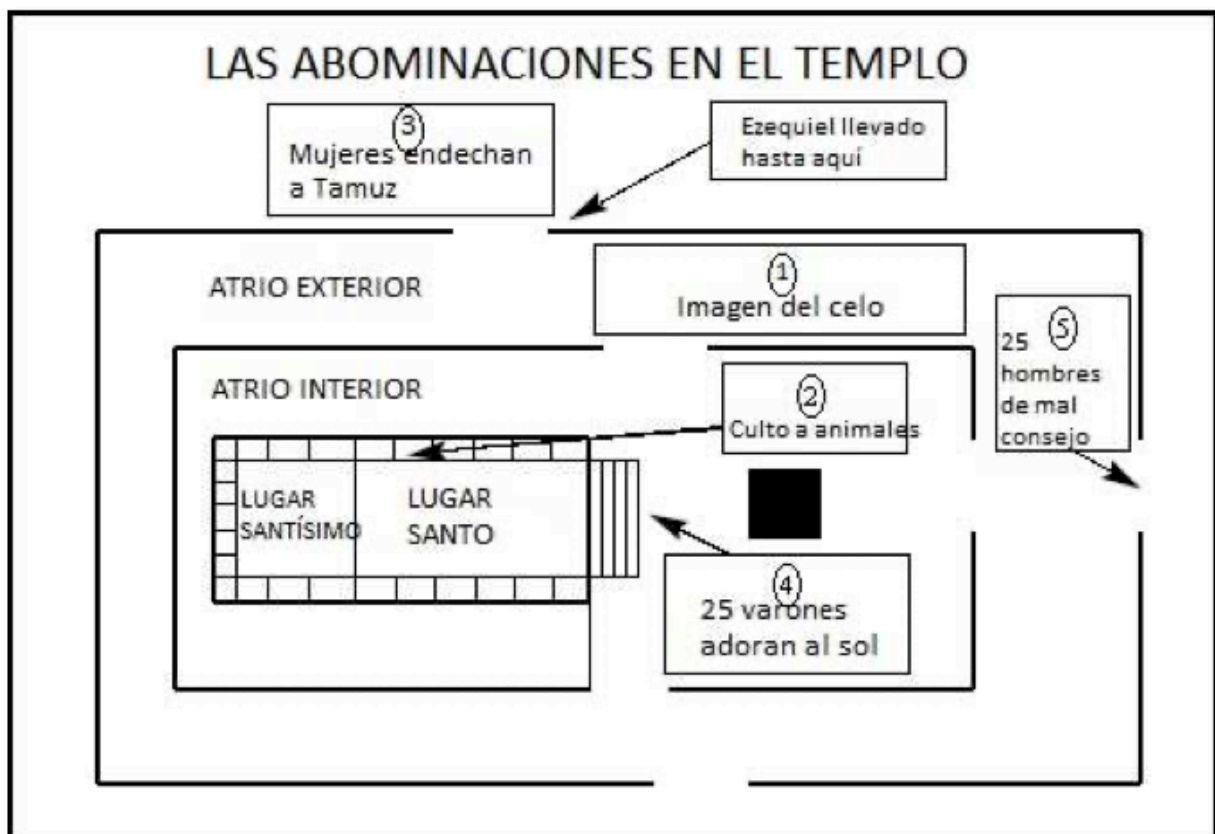 LAS ABOMINACIONES EN EL TEMPLO
3
Mujeres endechan
a Tamuz
Ezequiel llevado
hasta aquí
ATRIO EXTERIOR
1
Imagen del celo
5
25
hombres
de mal
consejo
ATRIO INTERIOR
2
Culto a animales
LUGAR
SANTÍSIMO
LUGAR
SANTO
4
25 varones
adoran al sol